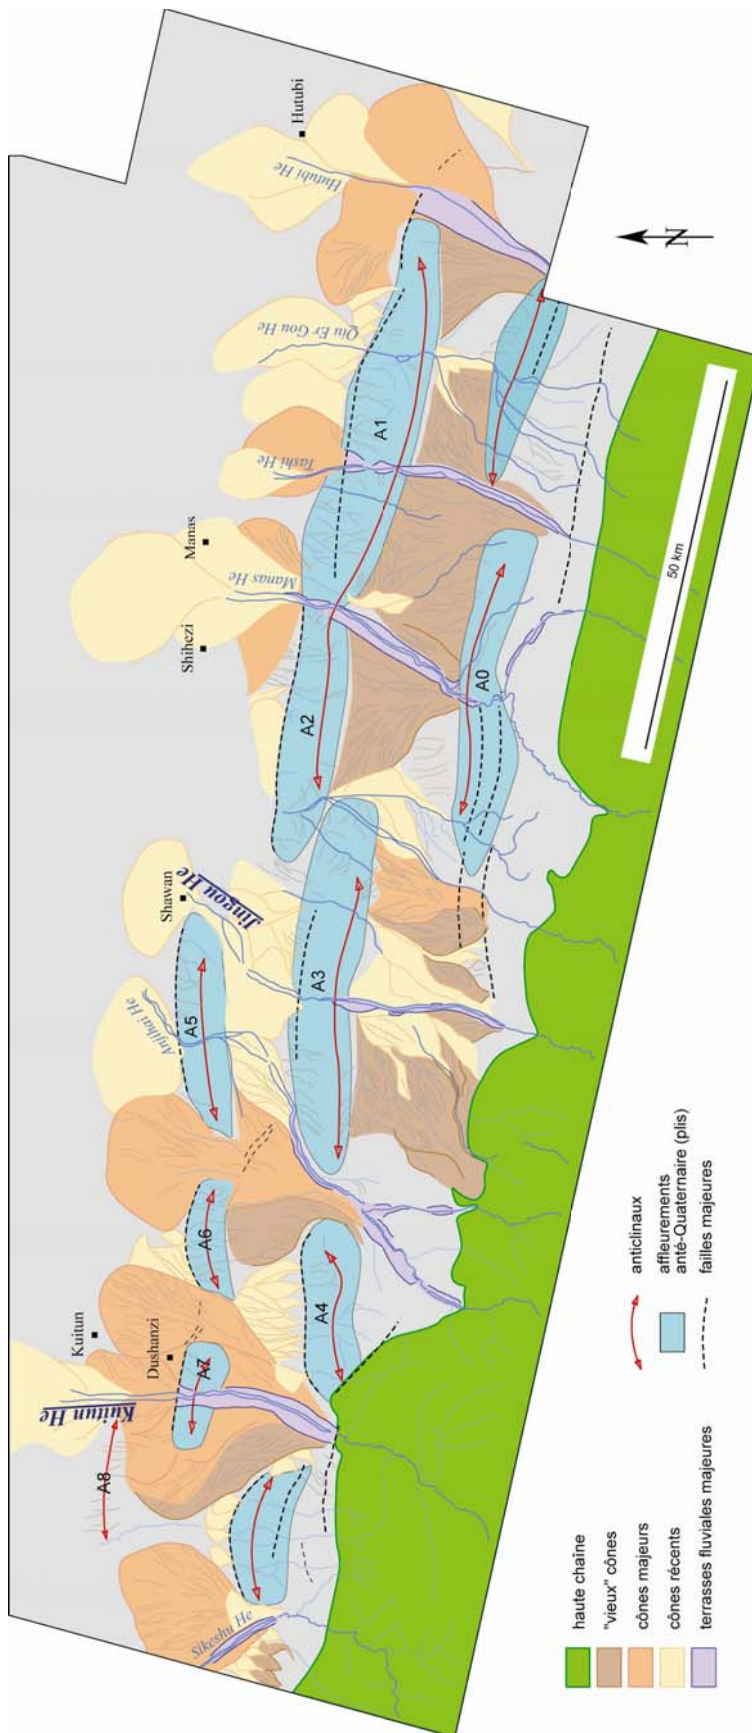 Hutubi
Hutubi He
Qiu Er Gou He
Tashi He
Manas
Manas He
Shihezi
Shawan
Jingou He
Anjihai He
Kuitun
Dushanzi
Kuitun He
Sikeshu He
A1
A2
A0
A3
A5
A6
A4
A7
A8
N
50 km
haute chaîne
"vieux" cônes
cônes majeurs
cônes récents
terrasses fluviales majeures
anticlinaux
affleurements
anté-Quaternaire (plis)
failles majeures